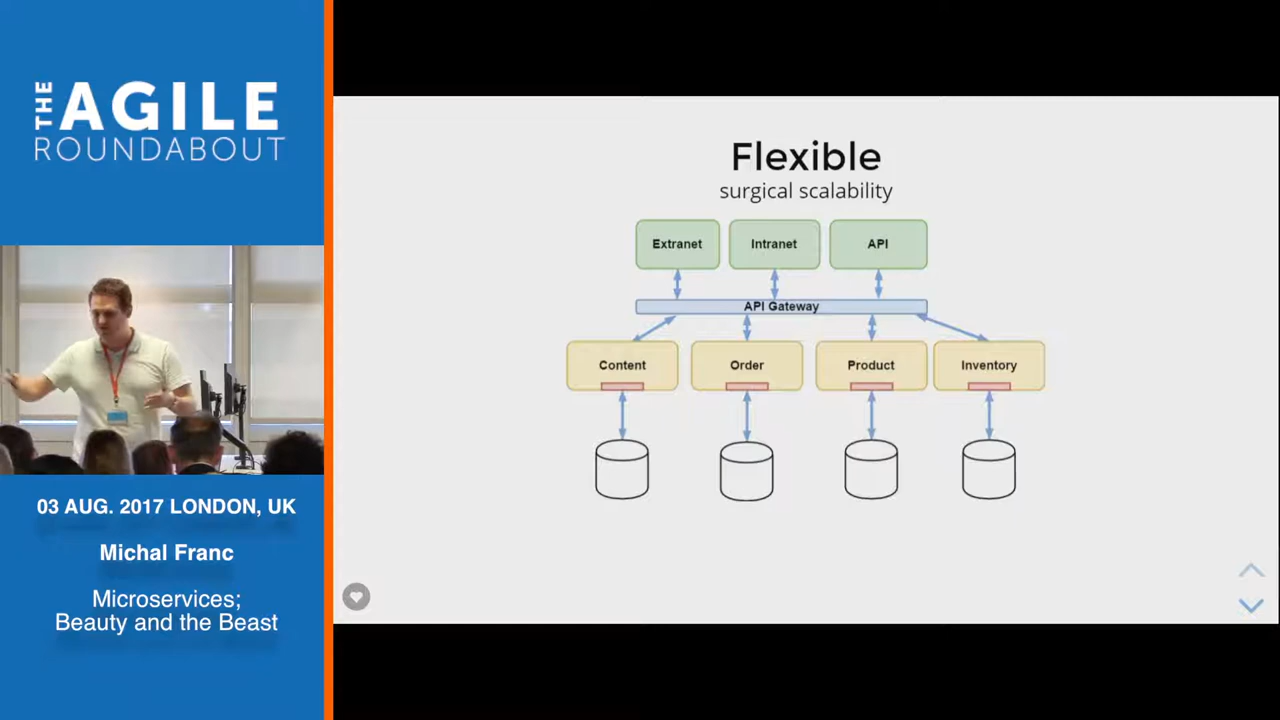 THE AGILE
ROUNDABOUT
03 AUG. 2017 LONDON, UK
Michal Franc
Microservices;
Beauty and the Beast
Flexible
surgical scalability
Extranet
Intranet
API
API Gateway
Content
Order
Product
Inventory